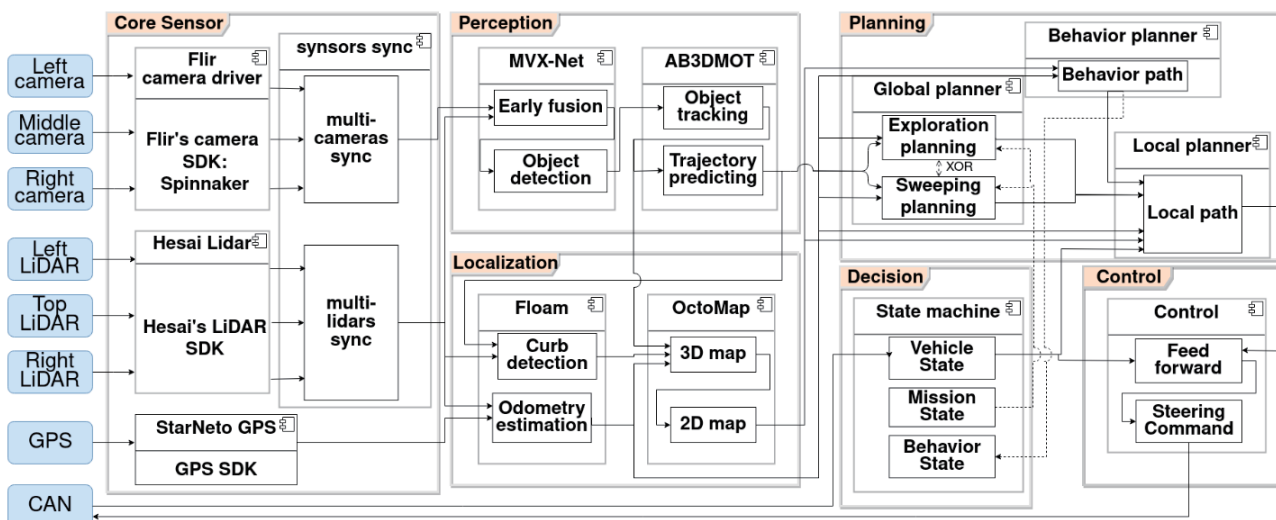 Core Sensor
Perception
Planning
Left
camera
Middle
camera
Right
camera
Left
LiDAR
Top
LiDAR
Right
LiDAR
GPS
CAN
Flir
camera driver
Flir's camera
SDK:
Spinnaker
synsors sync
multi-
cameras
sync
Hesai Lidar
Hesai's LiDAR
SDK
multi-
lidars
sync
StarNeto GPS
GPS SDK
MVX-Net
Early fusion
Object
detection
AB3DMOT
Object
tracking
Trajectory
predicting
Localization
Floam
Curb
detection
Odometry
estimation
OctoMap
3D map
2D map
Behavior planner
Behavior path
Global planner
Exploration
planning
XOR
Sweeping
planning
Local planner
Local path
Decision
State machine
Vehicle
State
Mission
State
Behavior
State
Control
Control
Feed
forward
Steering
Command